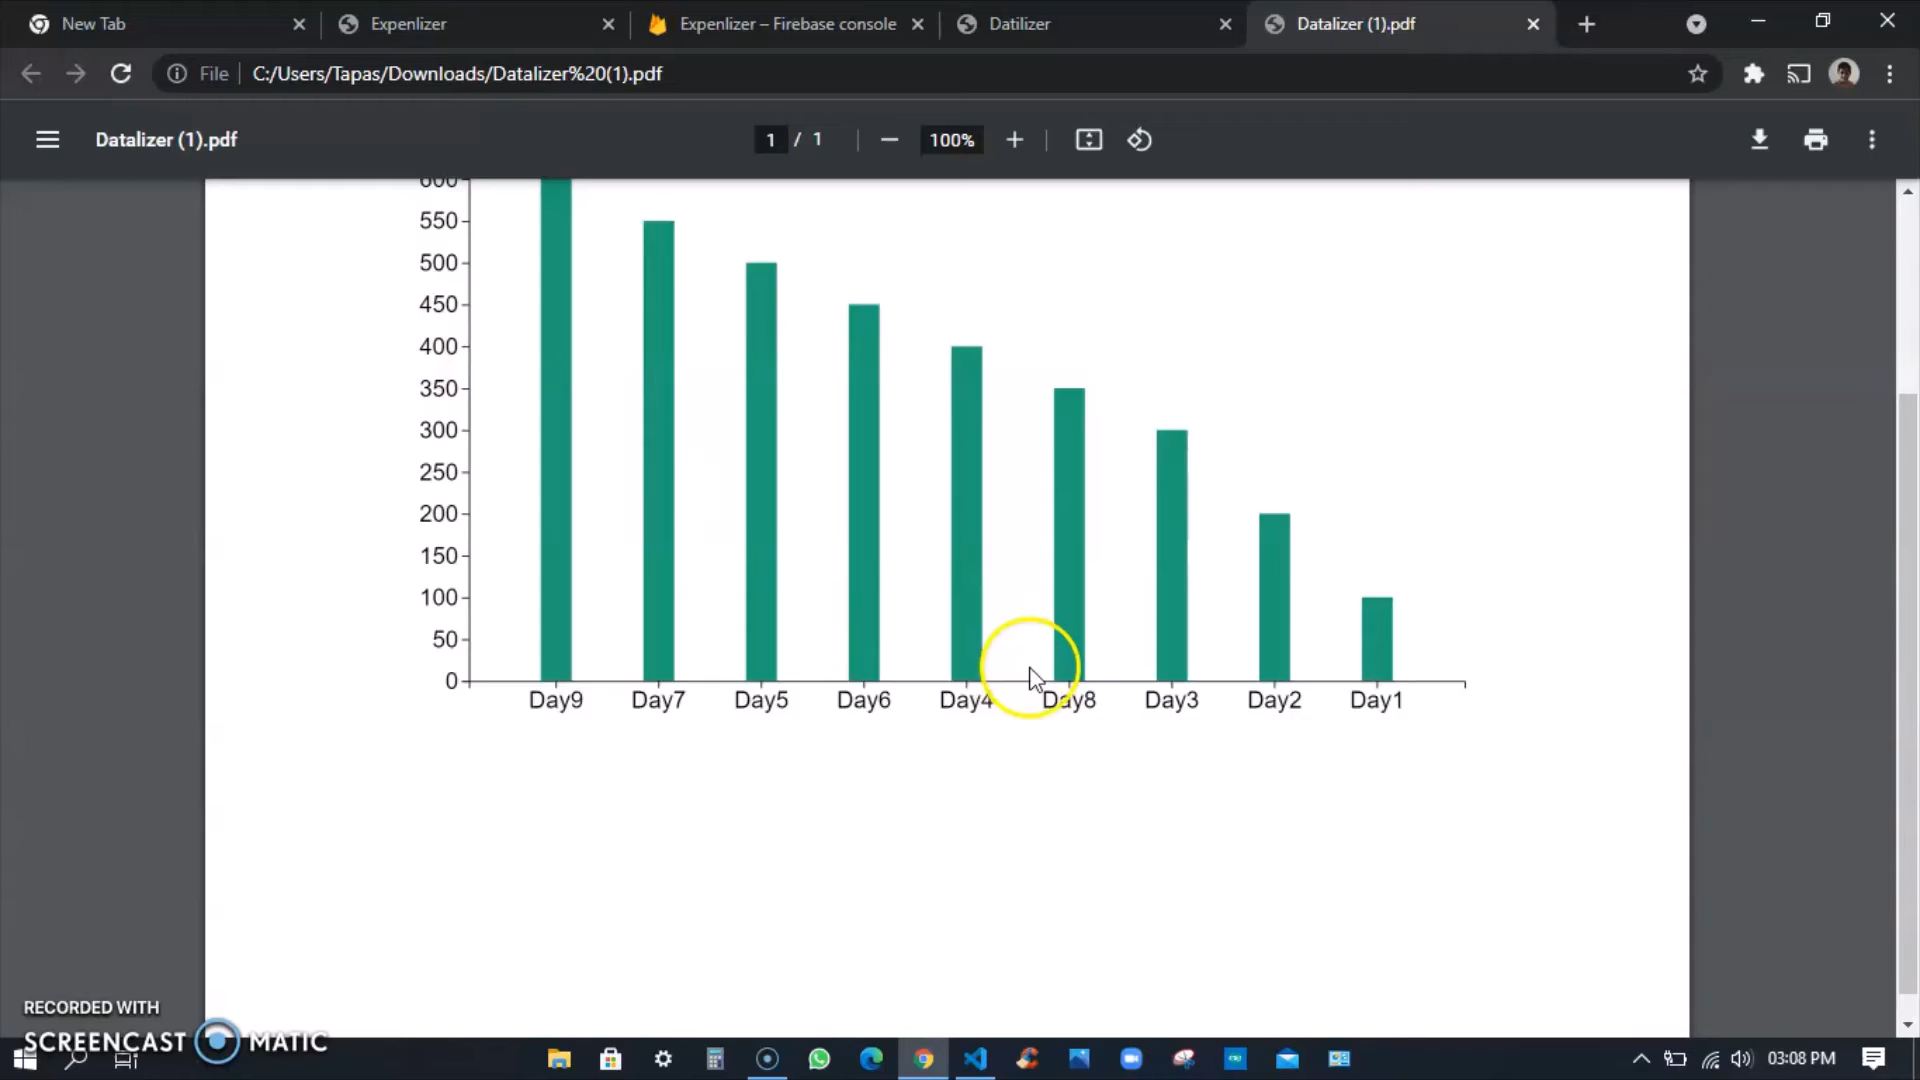 New Tab
Expenlizer
Expenlizer – Firebase console
Datilizer
Datalizer (1).pdf
File
C:/Users/Tapas/Downloads/Datalizer%20(1).pdf
Datalizer (1).pdf
1 / 1
100%
600
550
500
450
400
350
300
250
200
150
100
50
0
Day9 Day7 Day5 Day6 Day4 Day8 Day3 Day2 Day1
RECORDED WITH
SCREENCAST MATIC
03:08 PM